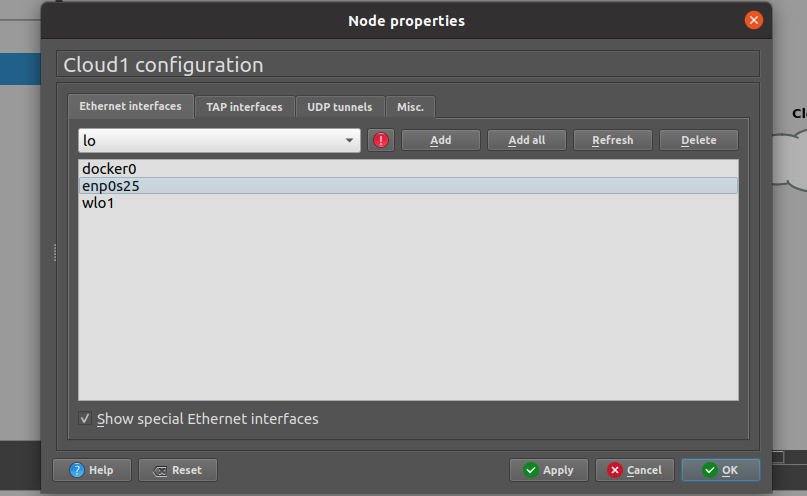 Node properties
Cloud1 configuration
Ethernet interfaces TAP interfaces UDP tunnels Misc.
lo Add Add all Refresh Delete
docker0
enp0s25
wlo1
Show special Ethernet interfaces
Help Reset Apply Cancel OK